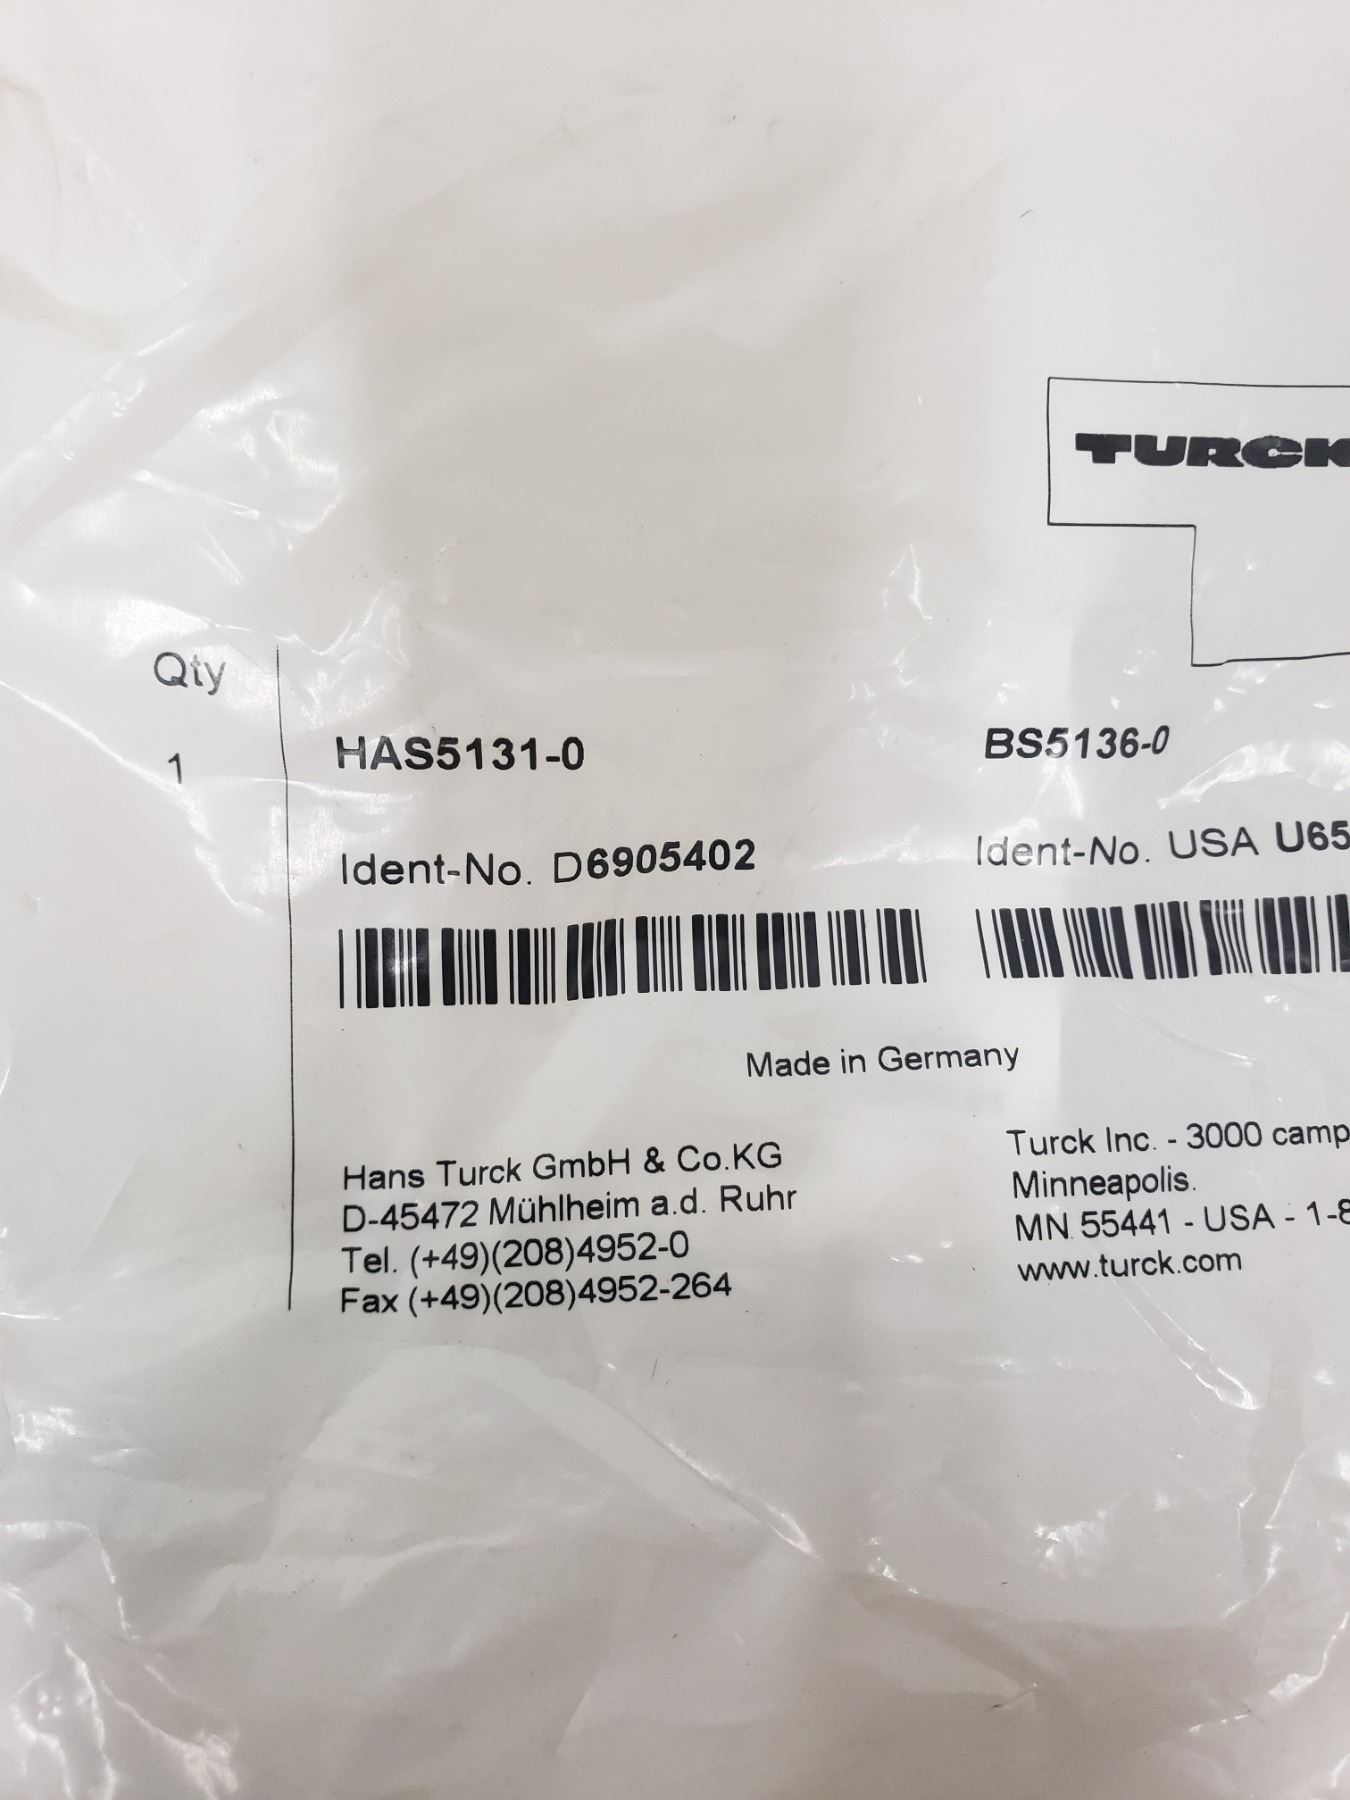 TURCK
Qty
1
HAS5131-0
BS5136-0
Ident-No. D6905402
Ident-No. USA U65
Made in Germany
Hans Turck GmbH & Co.KG
D-45472 Mühlheim a.d. Ruhr
Tel. (+49)(208)4952-0
Fax (+49)(208)4952-264
Turck Inc. - 3000 camp
Minneapolis.
MN 55441 - USA - 1-8
www.turck.com